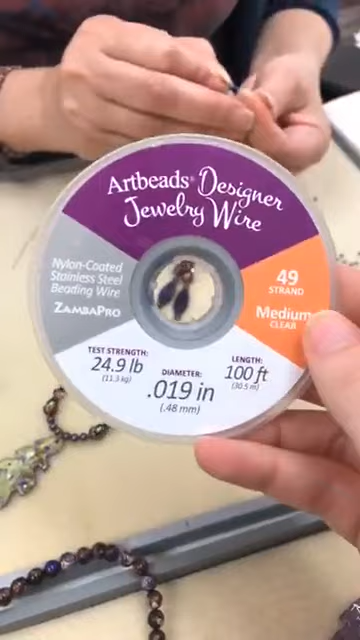 Artbeads® Designer
Jewelry Wire
Nylon-Coated
Stainless Steel
Beading Wire
ZAMBAPRO
49
STRAND
Medium
CLEAR
TEST STRENGTH:
24.9 lb
(11.3 kg)
DIAMETER:
.019 in
(.48 mm)
LENGTH:
100 ft
(30.5 m)